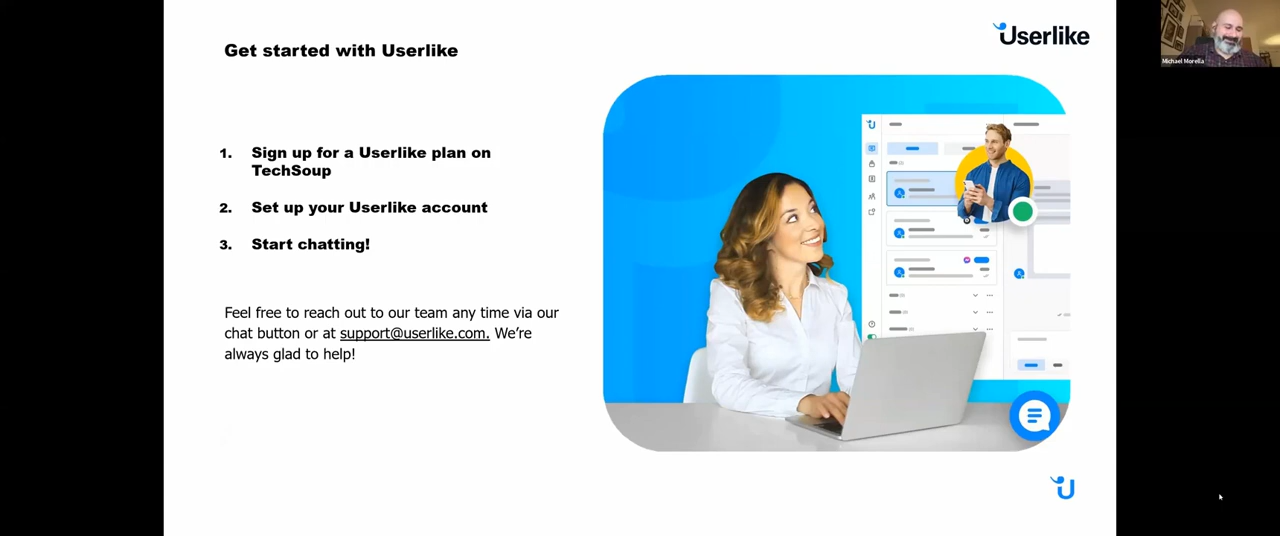 Get started with Userlike
Userlike
Michael Morella
1. Sign up for a Userlike plan on
TechSoup
2. Set up your Userlike account
3. Start chatting!
Feel free to reach out to our team any time via our
chat button or at support@userlike.com. We're
always glad to help!